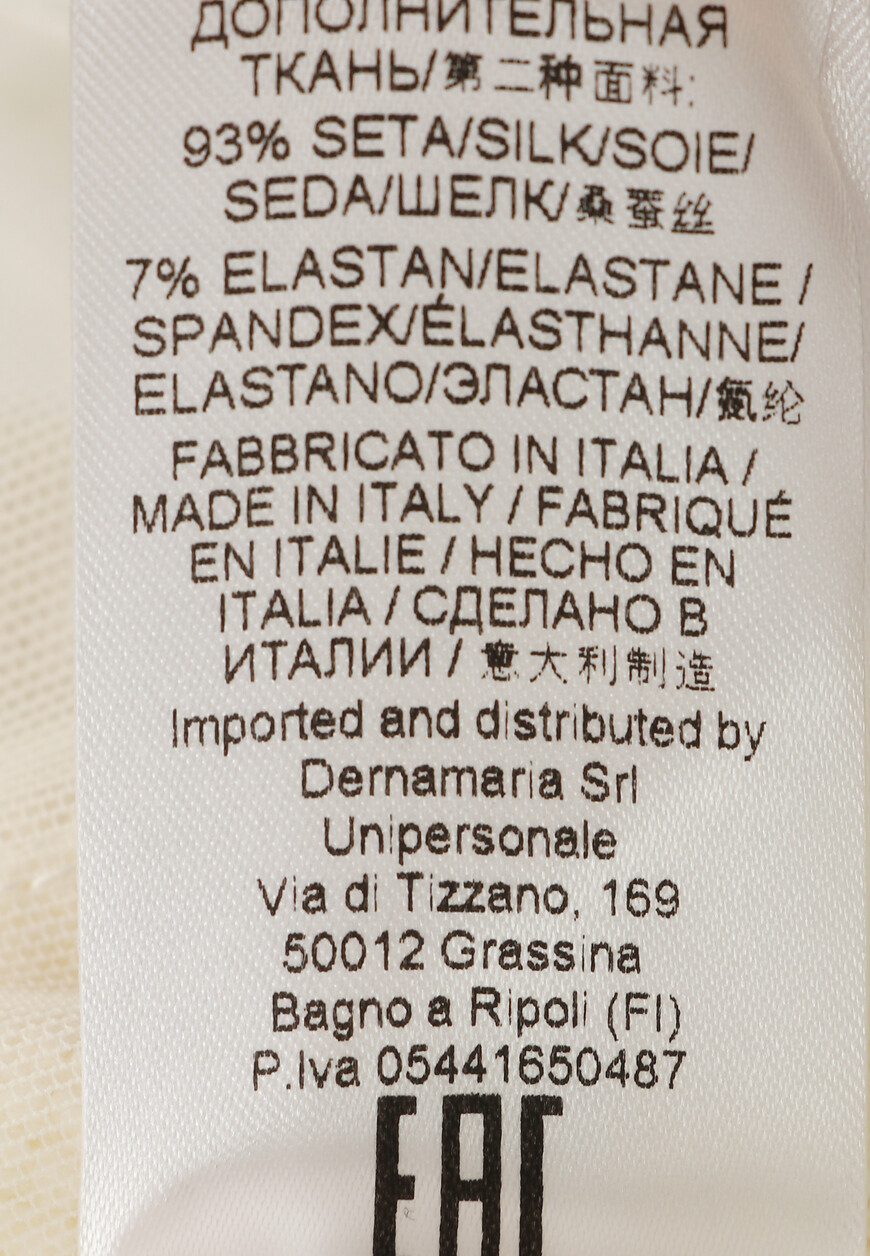 ДОПОЛНИТЕЛЬНАЯ
ТКАНЬ/第二种面料:
93% SETA/SILK/SOIE/
SEDA/ШЕЛК/桑蚕丝
7% ELASTAN/ELASTANE /
SPANDEX/ÉLASTHANNE/
ELASTANO/ЭЛАСТАН/氨纶
FABBRICATO IN ITALIA /
MADE IN ITALY / FABRIQUÉ
EN ITALIE / HECHO EN
ITALIA / СДЕЛАНО В
ИТАЛИИ / 意大利制造
Imported and distributed by
Dernamaria Srl
Unipersonale
Via di Tizzano, 169
50012 Grassina
Bagno a Ripoli (FI)
P.Iva 05441650487
EAC